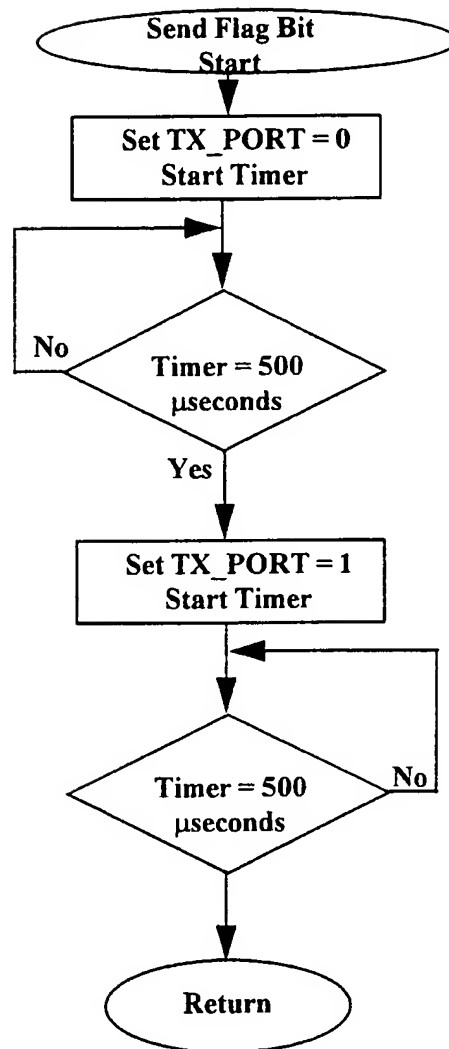 Send Flag Bit
Start
Set TX_PORT = 0
Start Timer
No
Timer = 500
μseconds
Yes
Set TX_PORT = 1
Start Timer
Timer = 500
μseconds
No
Return